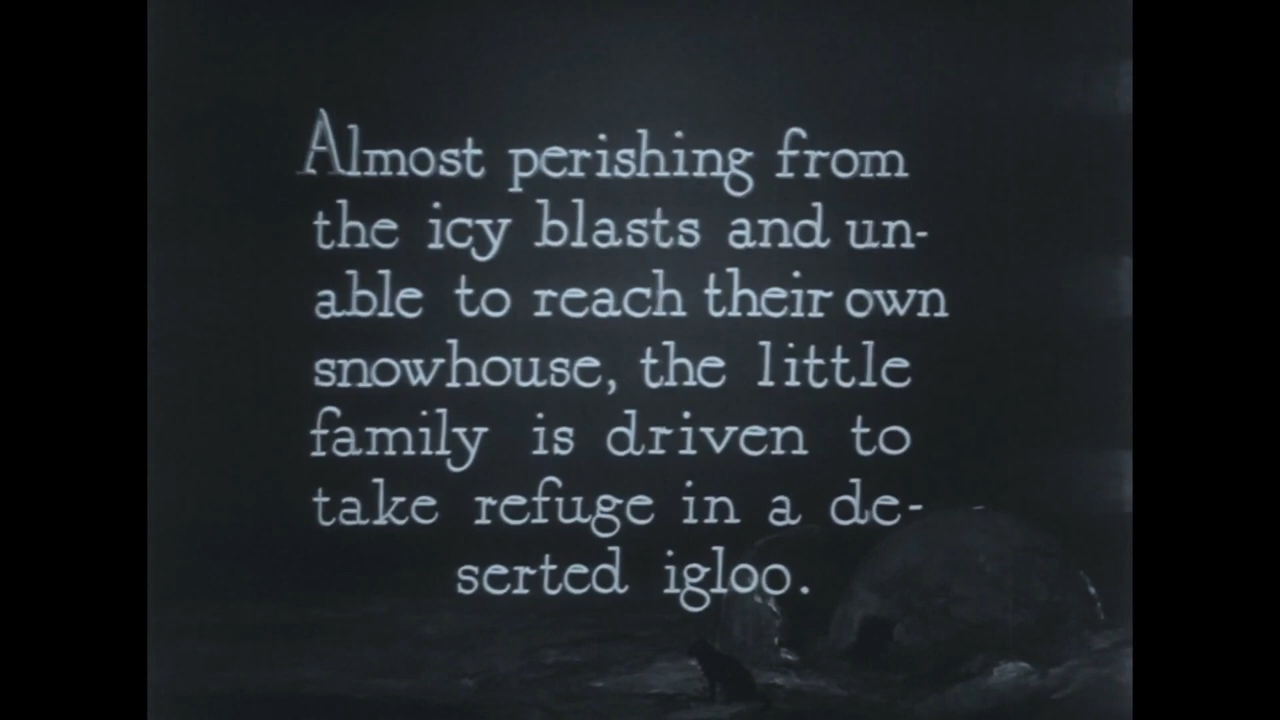 Almost perishing from
the icy blasts and un-
able to reach their own
snowhouse, the little
family is driven to
take refuge in a de-
serted igloo.